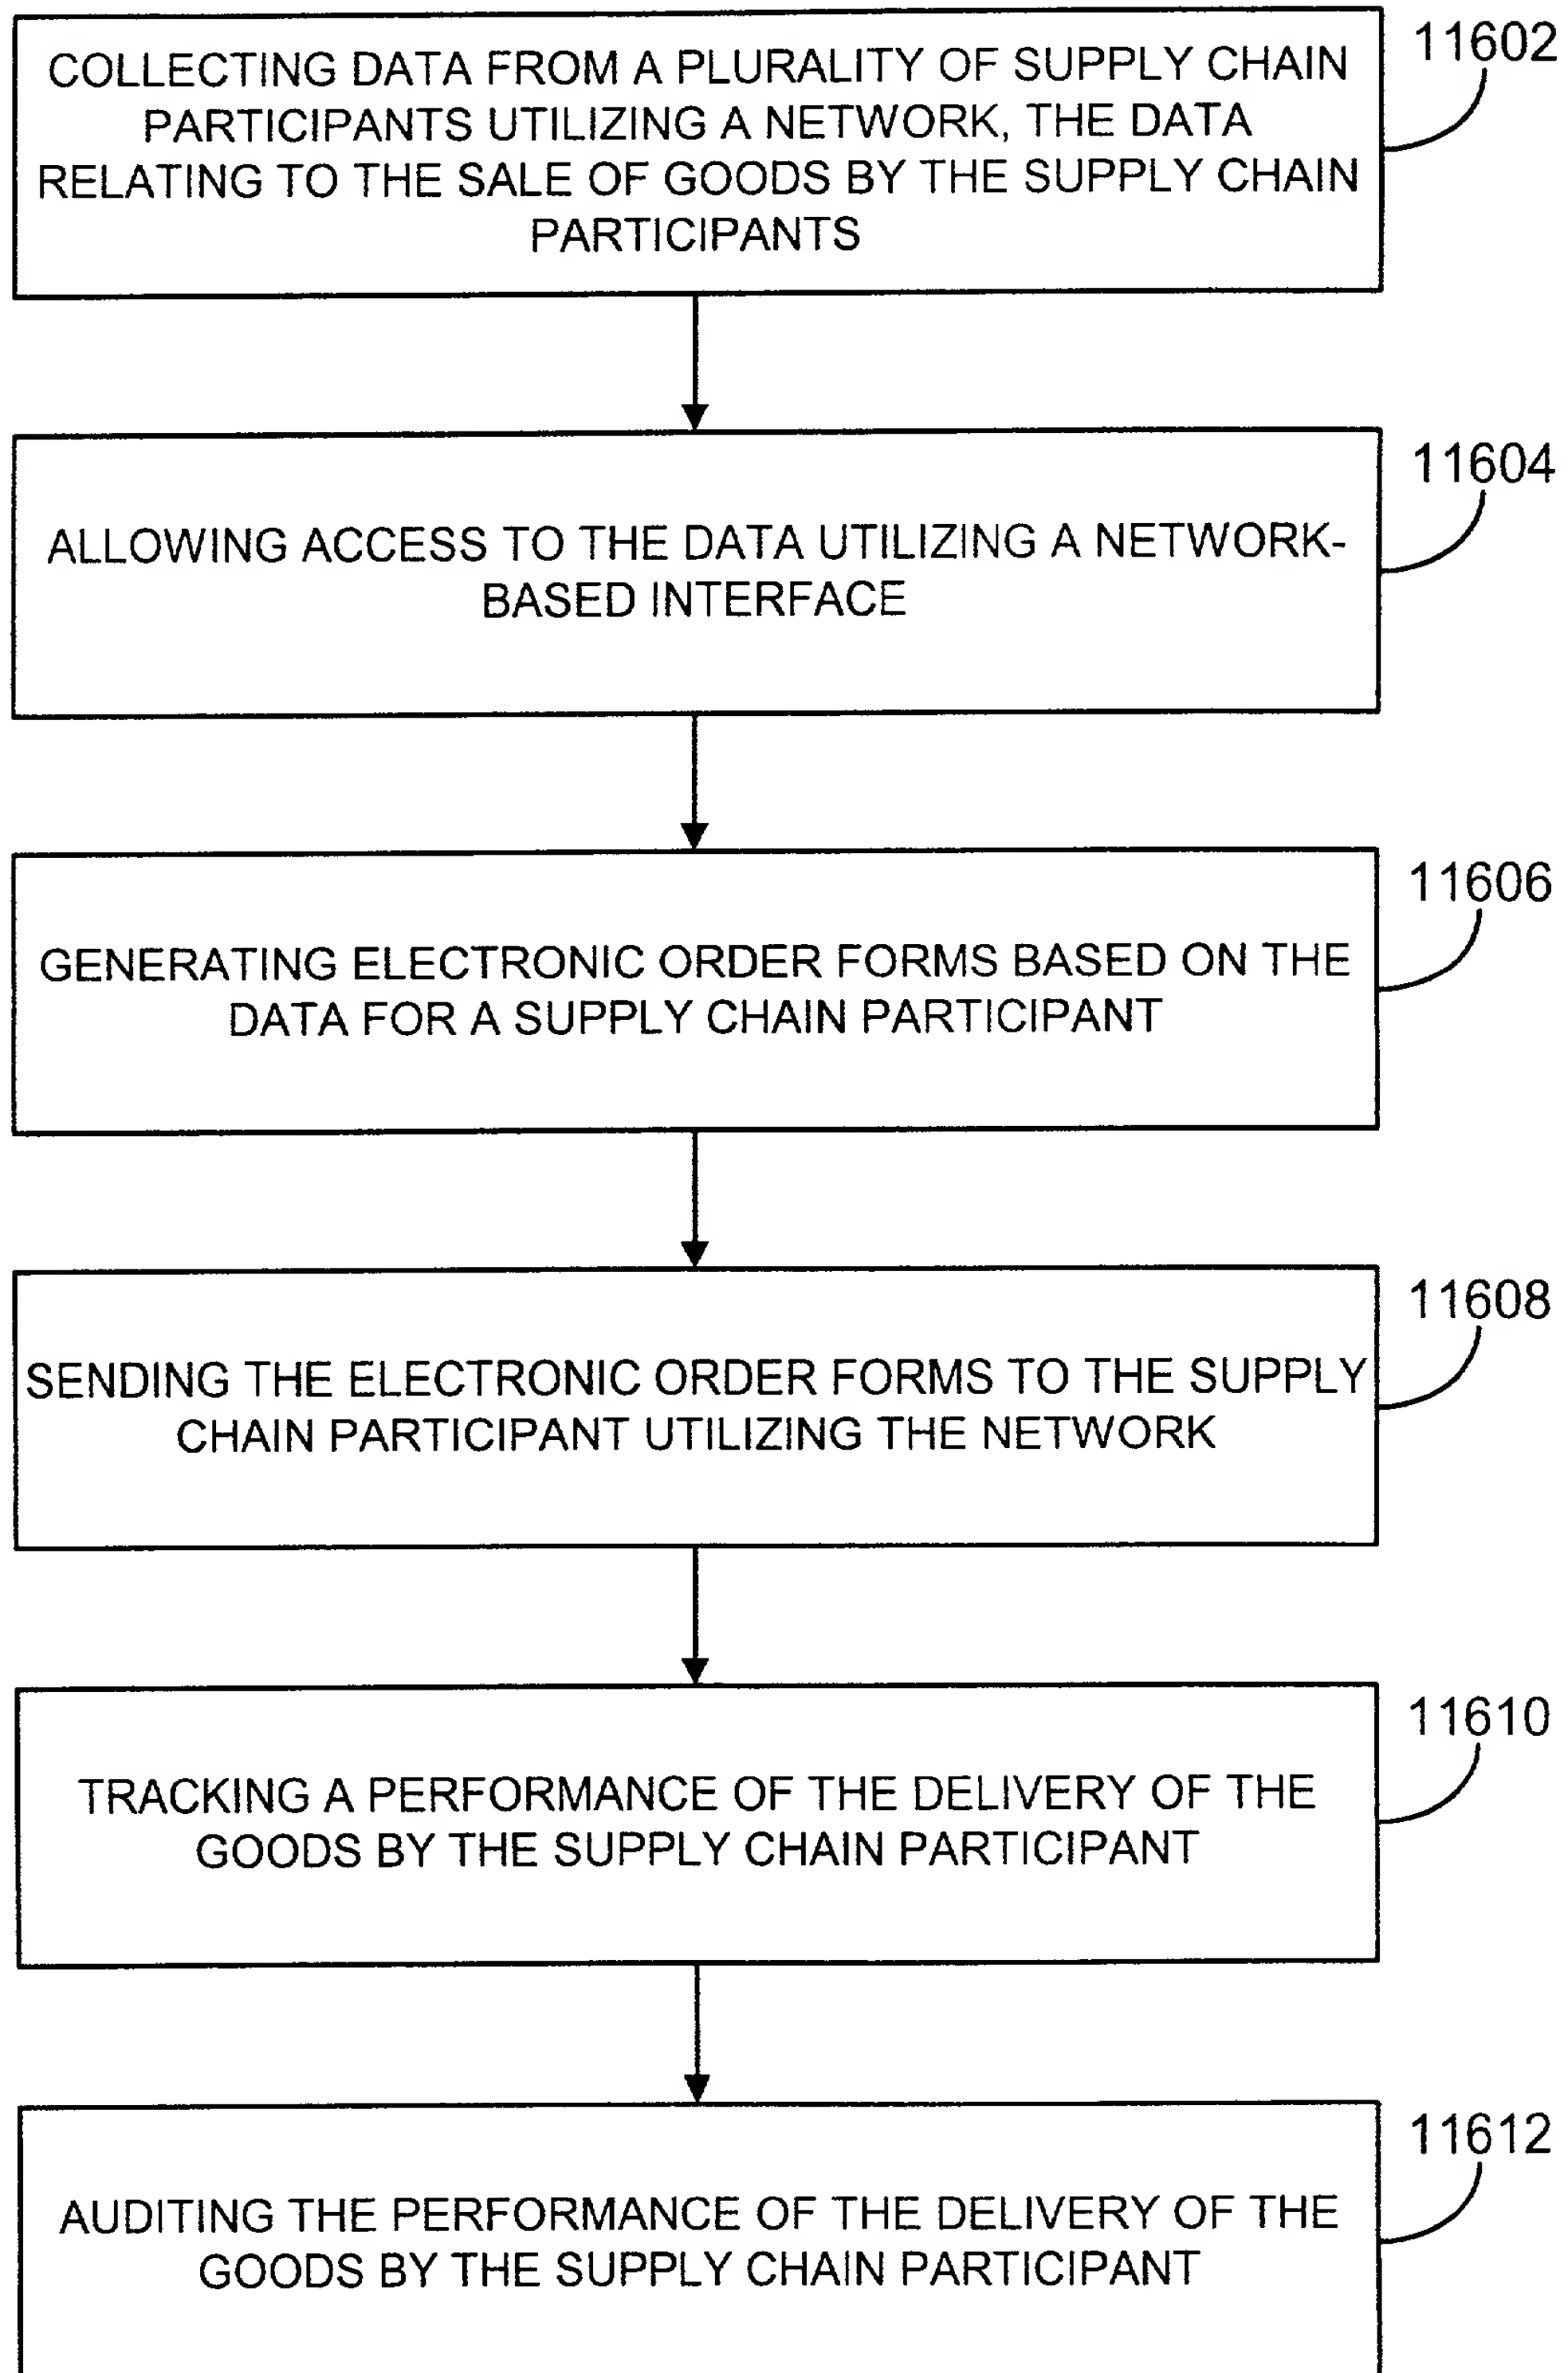 11602
COLLECTING DATA FROM A PLURALITY OF SUPPLY CHAIN
PARTICIPANTS UTILIZING A NETWORK, THE DATA
RELATING TO THE SALE OF GOODS BY THE SUPPLY CHAIN
PARTICIPANTS
11604
ALLOWING ACCESS TO THE DATA UTILIZING A NETWORK-
BASED INTERFACE
11606
GENERATING ELECTRONIC ORDER FORMS BASED ON THE
DATA FOR A SUPPLY CHAIN PARTICIPANT
11608
SENDING THE ELECTRONIC ORDER FORMS TO THE SUPPLY
CHAIN PARTICIPANT UTILIZING THE NETWORK
11610
TRACKING A PERFORMANCE OF THE DELIVERY OF THE
GOODS BY THE SUPPLY CHAIN PARTICIPANT
11612
AUDITING THE PERFORMANCE OF THE DELIVERY OF THE
GOODS BY THE SUPPLY CHAIN PARTICIPANT